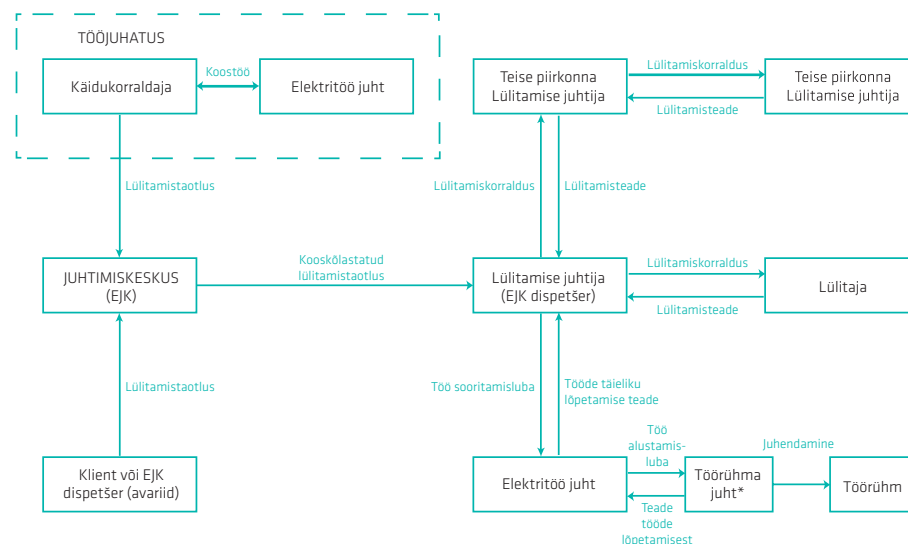 TÖÖJUHATUS
Käidukorraldaja
Koostöö
Elektritöö juht
Teise piirkonna
Lülitamise juhtija
Lülitamiskorraldus
Lülitamisteade
Teise piirkonna
Lülitamise juhtija
Lülitamistaotlus
Lülitamiskorraldus
Lülitamisteade
JUHTIMISKESKUS
(EJK)
Kooskõlastatud
lülitamistaotlus
Lülitamise juhtija
(EJK dispetšer)
Lülitamiskorraldus
Lülitamisteade
Lülitaja
Lülitamistaotlus
Töö sooritamisluba
Tööde täieliku
lõpetamise teade
Klient või EJK
dispetšer (avariid)
Elektritöö juht
Töö
alustamis-
luba
Teade
tööde
lõpetamisest
Töörühma
juht*
Juhendamine
Töörühm